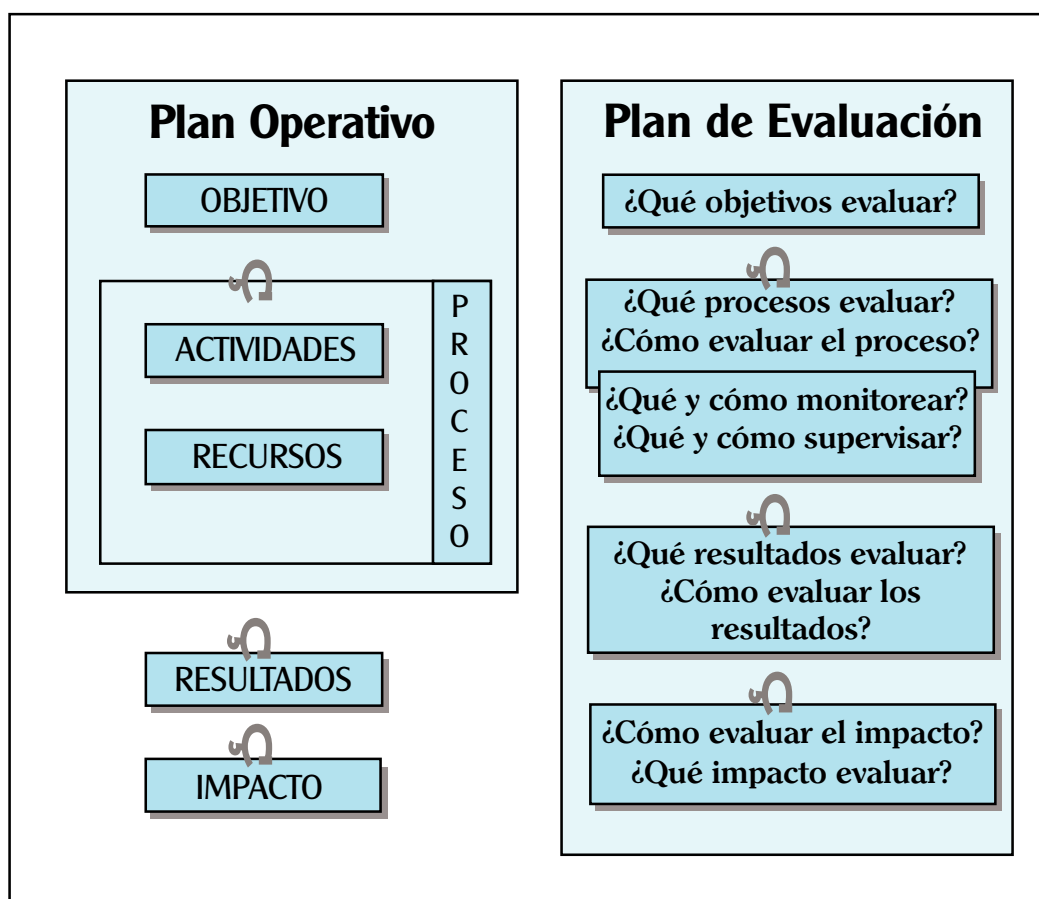 Plan Operativo
OBJETIVO
ACTIVIDADES
RECURSOS
P
R
O
C
E
S
O
RESULTADOS
IMPACTO
Plan de Evaluación
¿Qué objetivos evaluar?
¿Qué procesos evaluar?
¿Cómo evaluar el proceso?
¿Qué y cómo monitorear?
¿Qué y cómo supervisar?
¿Qué resultados evaluar?
¿Cómo evaluar los
resultados?
¿Cómo evaluar el impacto?
¿Qué impacto evaluar?